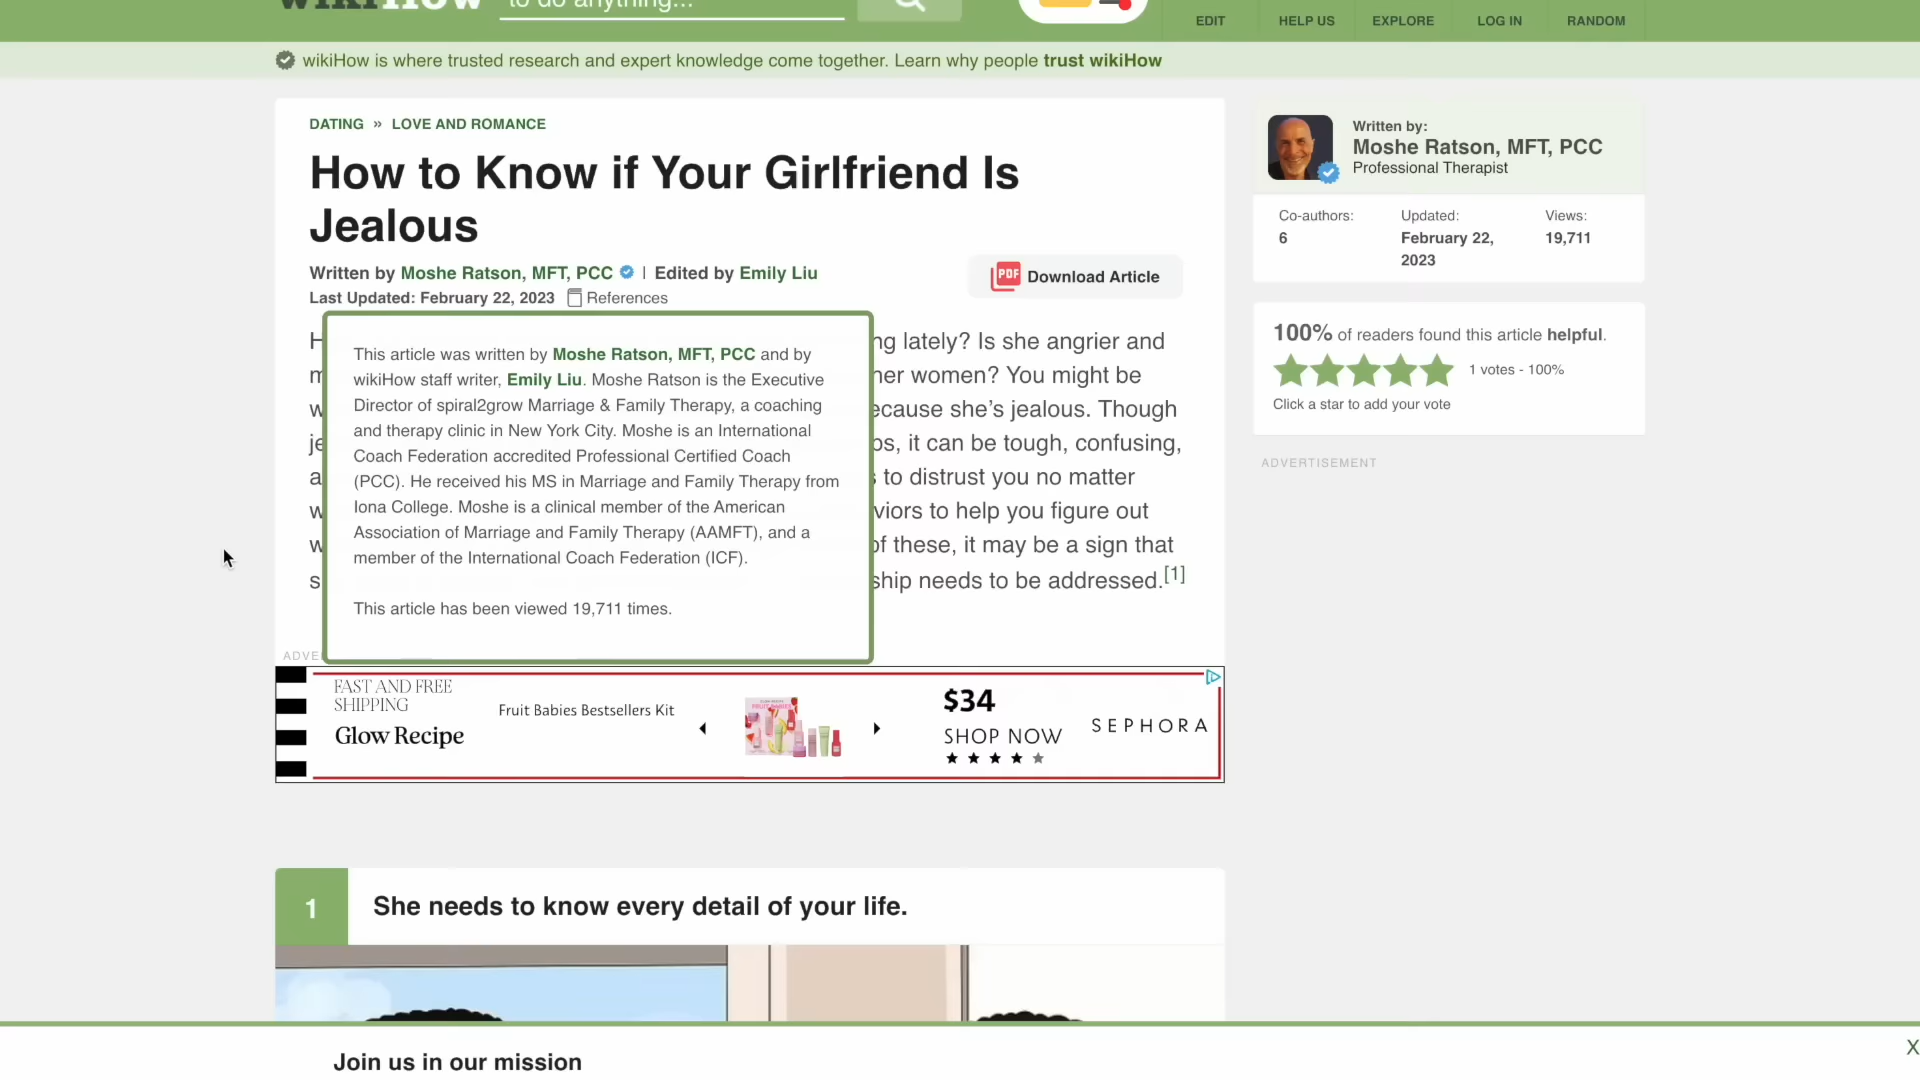 wikiHow to do anything...
EDIT HELP US EXPLORE LOG IN RANDOM
wikiHow is where trusted research and expert knowledge come together. Learn why people trust wikiHow
DATING » LOVE AND ROMANCE
How to Know if Your Girlfriend Is
Jealous
Written by Moshe Ratson, MFT, PCC | Edited by Emily Liu
Last Updated: February 22, 2023 References
PDF Download Article
This article was written by Moshe Ratson, MFT, PCC and by
wikiHow staff writer, Emily Liu. Moshe Ratson is the Executive
Director of spiral2grow Marriage & Family Therapy, a coaching
and therapy clinic in New York City. Moshe is an International
Coach Federation accredited Professional Certified Coach
(PCC). He received his MS in Marriage and Family Therapy from
Iona College. Moshe is a clinical member of the American
Association of Marriage and Family Therapy (AAMFT), and a
member of the International Coach Federation (ICF).
This article has been viewed 19,711 times.
lately? Is she angrier and
women? You might be
she's jealous. Though
it can be tough, confusing,
to distrust you no matter
to help you figure out
of these, it may be a sign that
needs to be addressed.[1]
FAST AND FREE
SHIPPING
Glow Recipe
Fruit Babies Bestsellers Kit
$34
SHOP NOW
SEPHORA
1 She needs to know every detail of your life.
Written by:
Moshe Ratson, MFT, PCC
Professional Therapist
Co-authors:
6
Updated:
February 22,
2023
Views:
19,711
100% of readers found this article helpful.
1 votes - 100%
Click a star to add your vote
ADVERTISEMENT
Join us in our mission
X